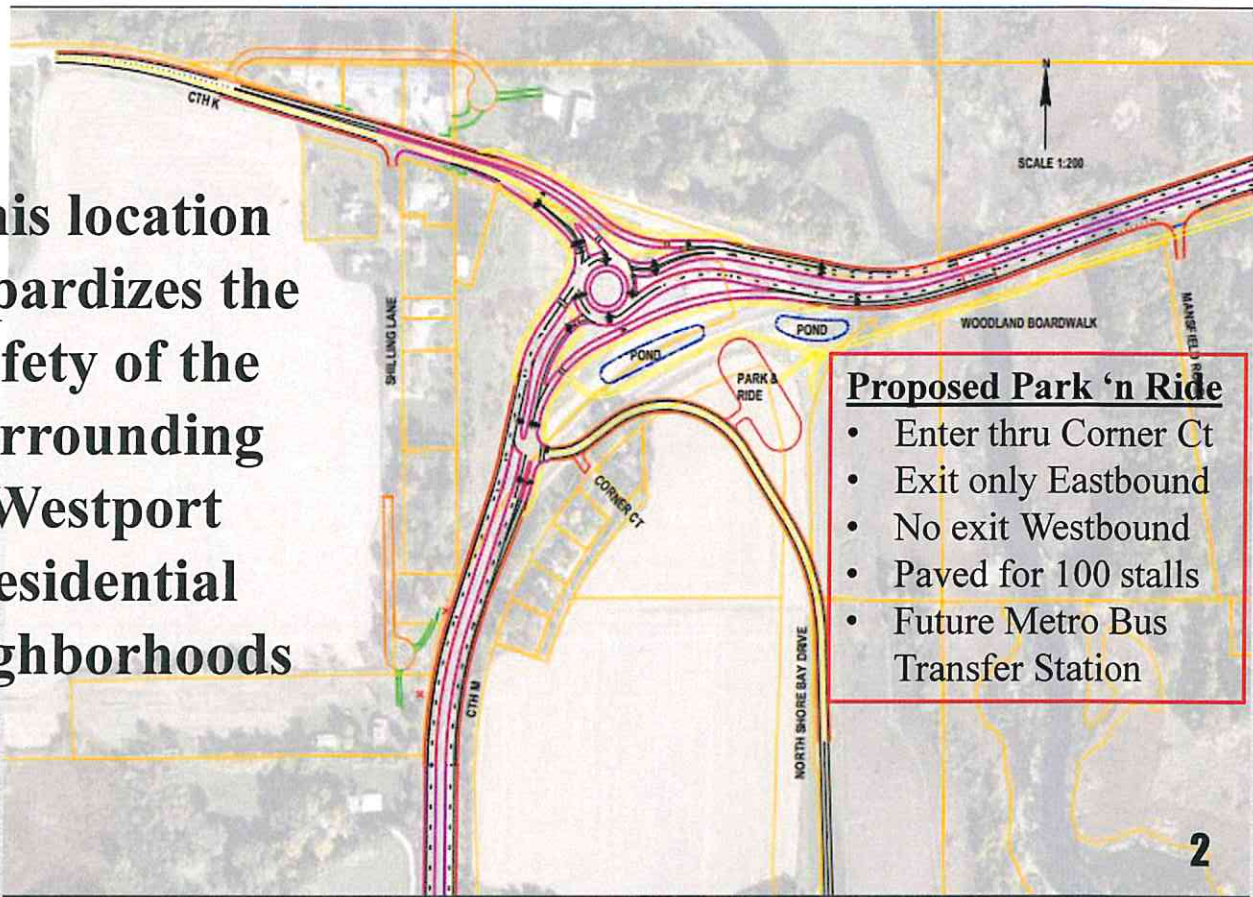 CTH K
N
SCALE 1:200
his location
pardizes the
fety of the
rrounding
Westport
esidential
ghborhoods
SHILLING LANE
POND
POND
WOODLAND BOARDWALK
MANSFIELD
PARK &
RIDE
CORNER CT
CTH M
NORTH SHORE BAY DRIVE
Proposed Park ‘n Ride
• Enter thru Corner Ct
• Exit only Eastbound
• No exit Westbound
• Paved for 100 stalls
• Future Metro Bus
Transfer Station
2